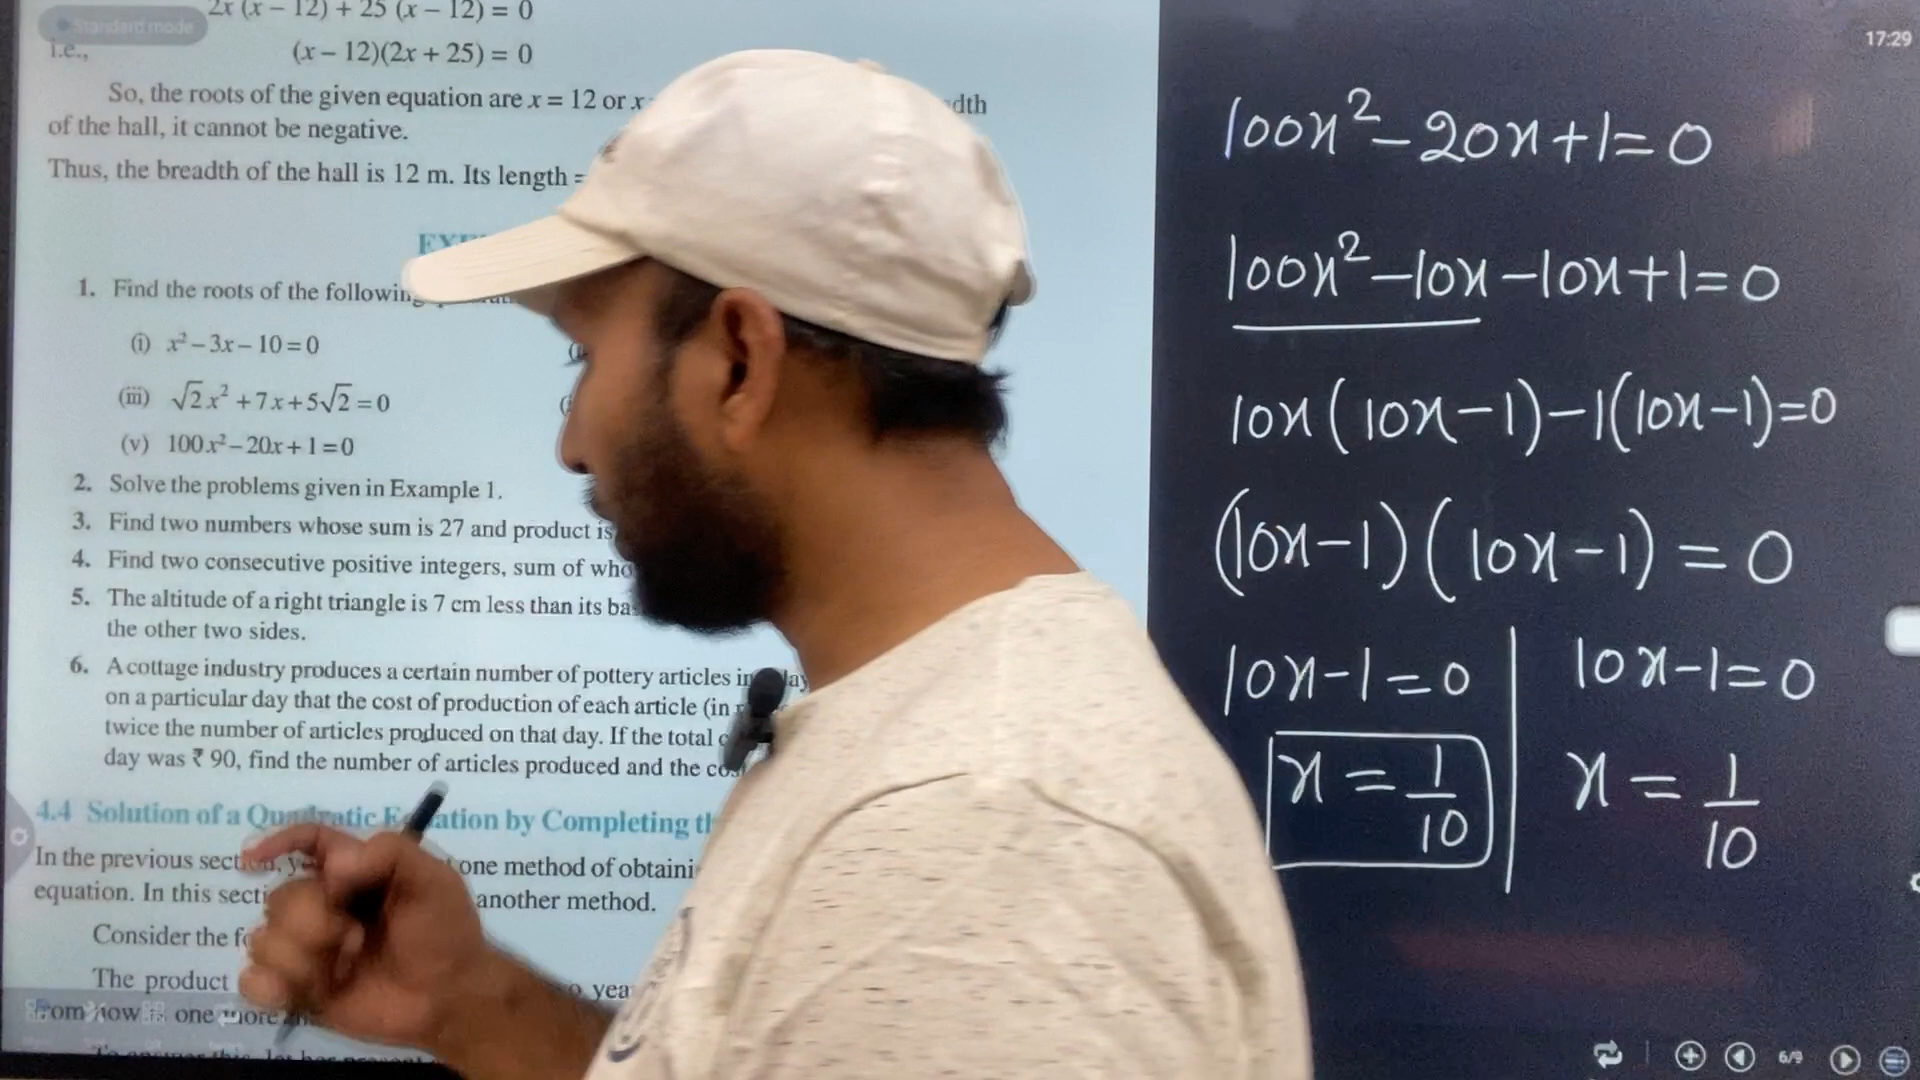 Standard mode
2x (x – 12) + 25 (x – 12) = 0
i.e., (x – 12)(2x + 25) = 0
So, the roots of the given equation are x = 12 or x
dth
of the hall, it cannot be negative.
Thus, the breadth of the hall is 12 m. Its length =
1. Find the roots of the following
(i) x² – 3x – 10 = 0
(iii) √2x² + 7x + 5√2 = 0
(v) 100x² – 20x + 1 = 0
2. Solve the problems given in Example 1.
3. Find two numbers whose sum is 27 and product is
4. Find two consecutive positive integers, sum of who
5. The altitude of a right triangle is 7 cm less than its ba
the other two sides.
6. A cottage industry produces a certain number of pottery articles in day
on a particular day that the cost of production of each article (in
twice the number of articles produced on that day. If the total
day was ₹ 90, find the number of articles produced and the
4.4 Solution of a Quadratic Equation by Completing
In the previous section, one method of obtaini
equation. In this secti another method.
Consider the
The product
yea
from now one more
17:29
100x² – 20x + 1 = 0
100x² – 10x – 10x + 1 = 0
10x(10x – 1) – 1(10x – 1) = 0
(10x – 1)(10x – 1) = 0
10x – 1 = 0
x = 1/10
10x – 1 = 0
x = 1/10
6/9